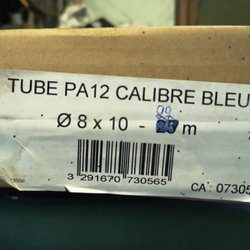 TUBE PA12 CALIBRE BLEU
Ø 8 x 10 - m
3 291670 730565
CA: 07305